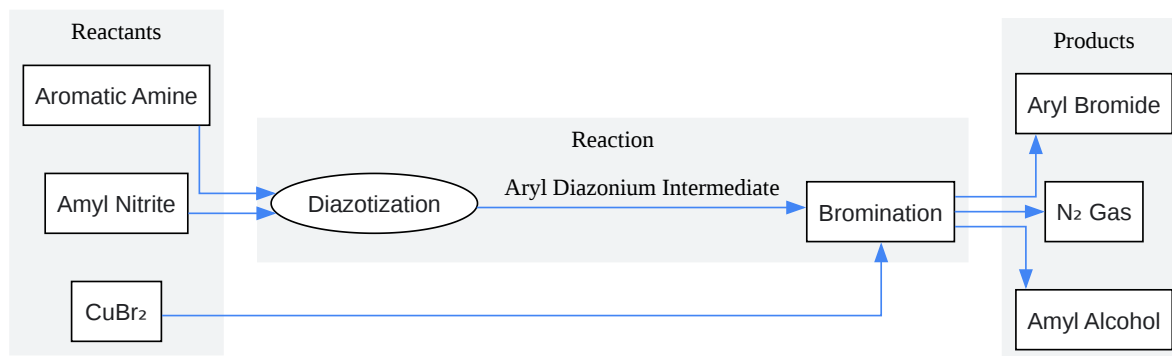 Reactants
Products
Aromatic Amine
Aryl Bromide
Reaction
Aryl Diazonium Intermediate
Amyl Nitrite
Diazotization
Bromination
N₂ Gas
CuBr₂
Amyl Alcohol